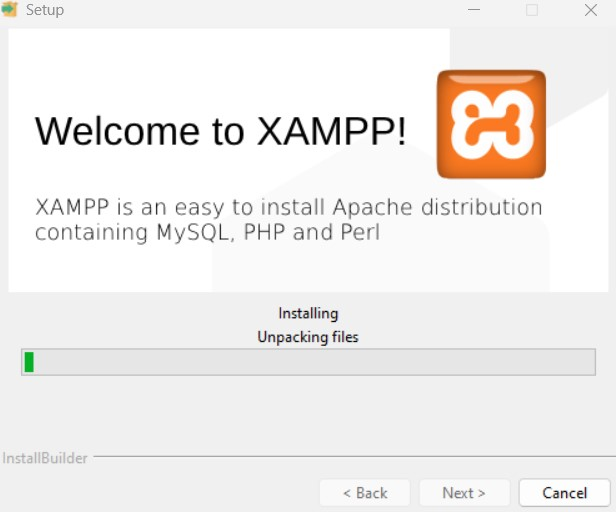 Setup
Welcome to XAMPP!
XAMPP is an easy to install Apache distribution
containing MySQL, PHP and Perl
Installing
Unpacking files
InstallBuilder
< Back
Next >
Cancel